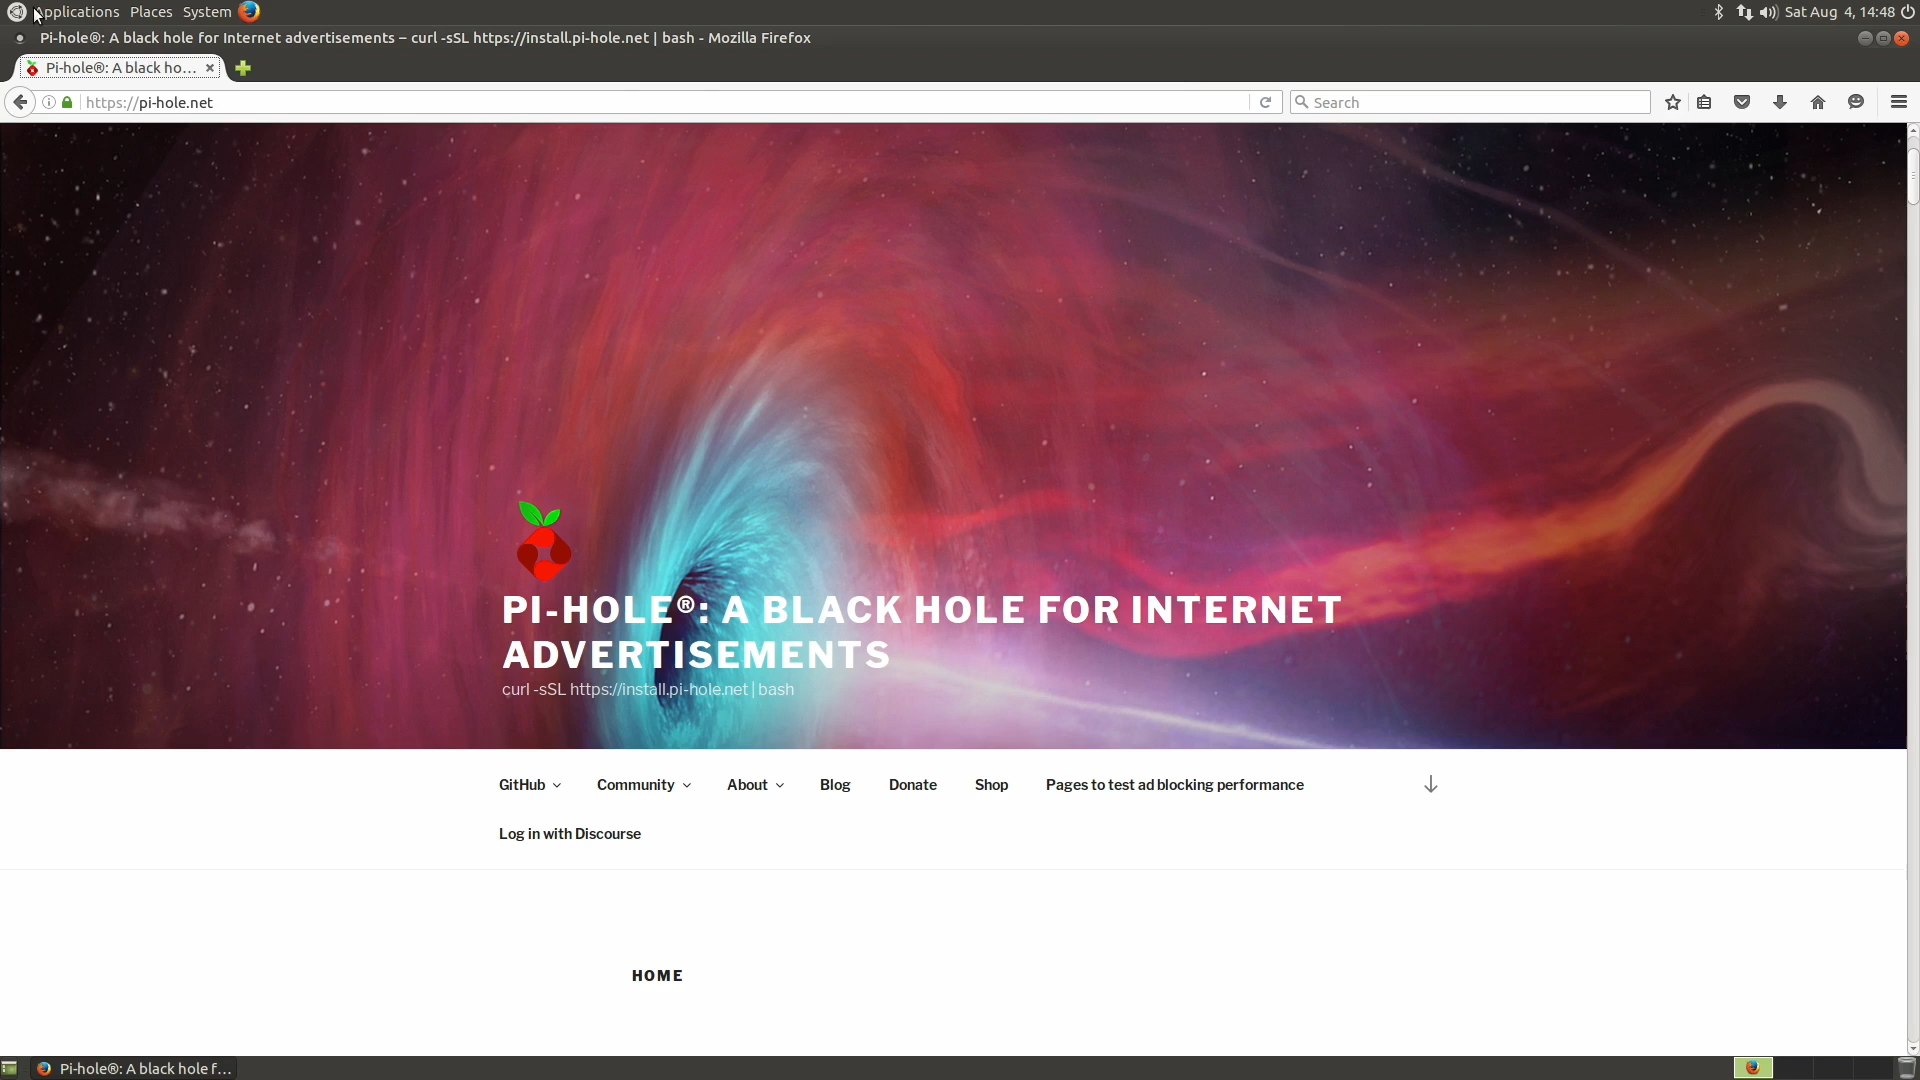 Applications Places System
Sat Aug 4, 14:48
Pi-hole®: A black hole for Internet advertisements – curl -sSL https://install.pi-hole.net | bash - Mozilla Firefox
Pi-hole®: A black ho...
https://pi-hole.net
Search
PI-HOLE®: A BLACK HOLE FOR INTERNET
ADVERTISEMENTS
curl -sSL https://install.pi-hole.net | bash
GitHub Community About Blog Donate Shop Pages to test ad blocking performance
Log in with Discourse
HOME
Pi-hole®: A black hole f...